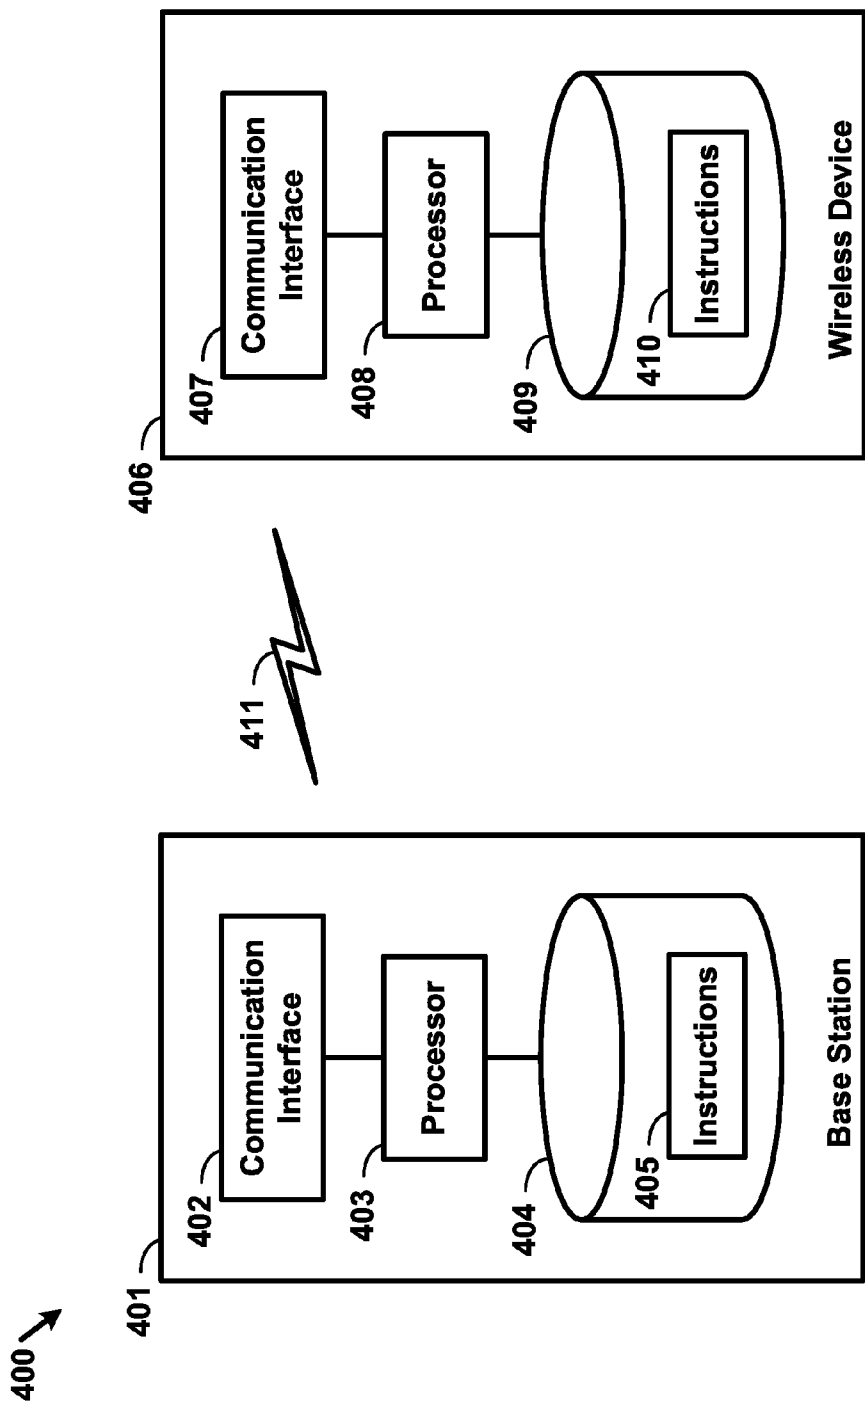 400
401
402
Communication
Interface
403
Processor
404
405
Instructions
Base Station
411
406
407
Communication
Interface
408
Processor
409
410
Instructions
Wireless Device